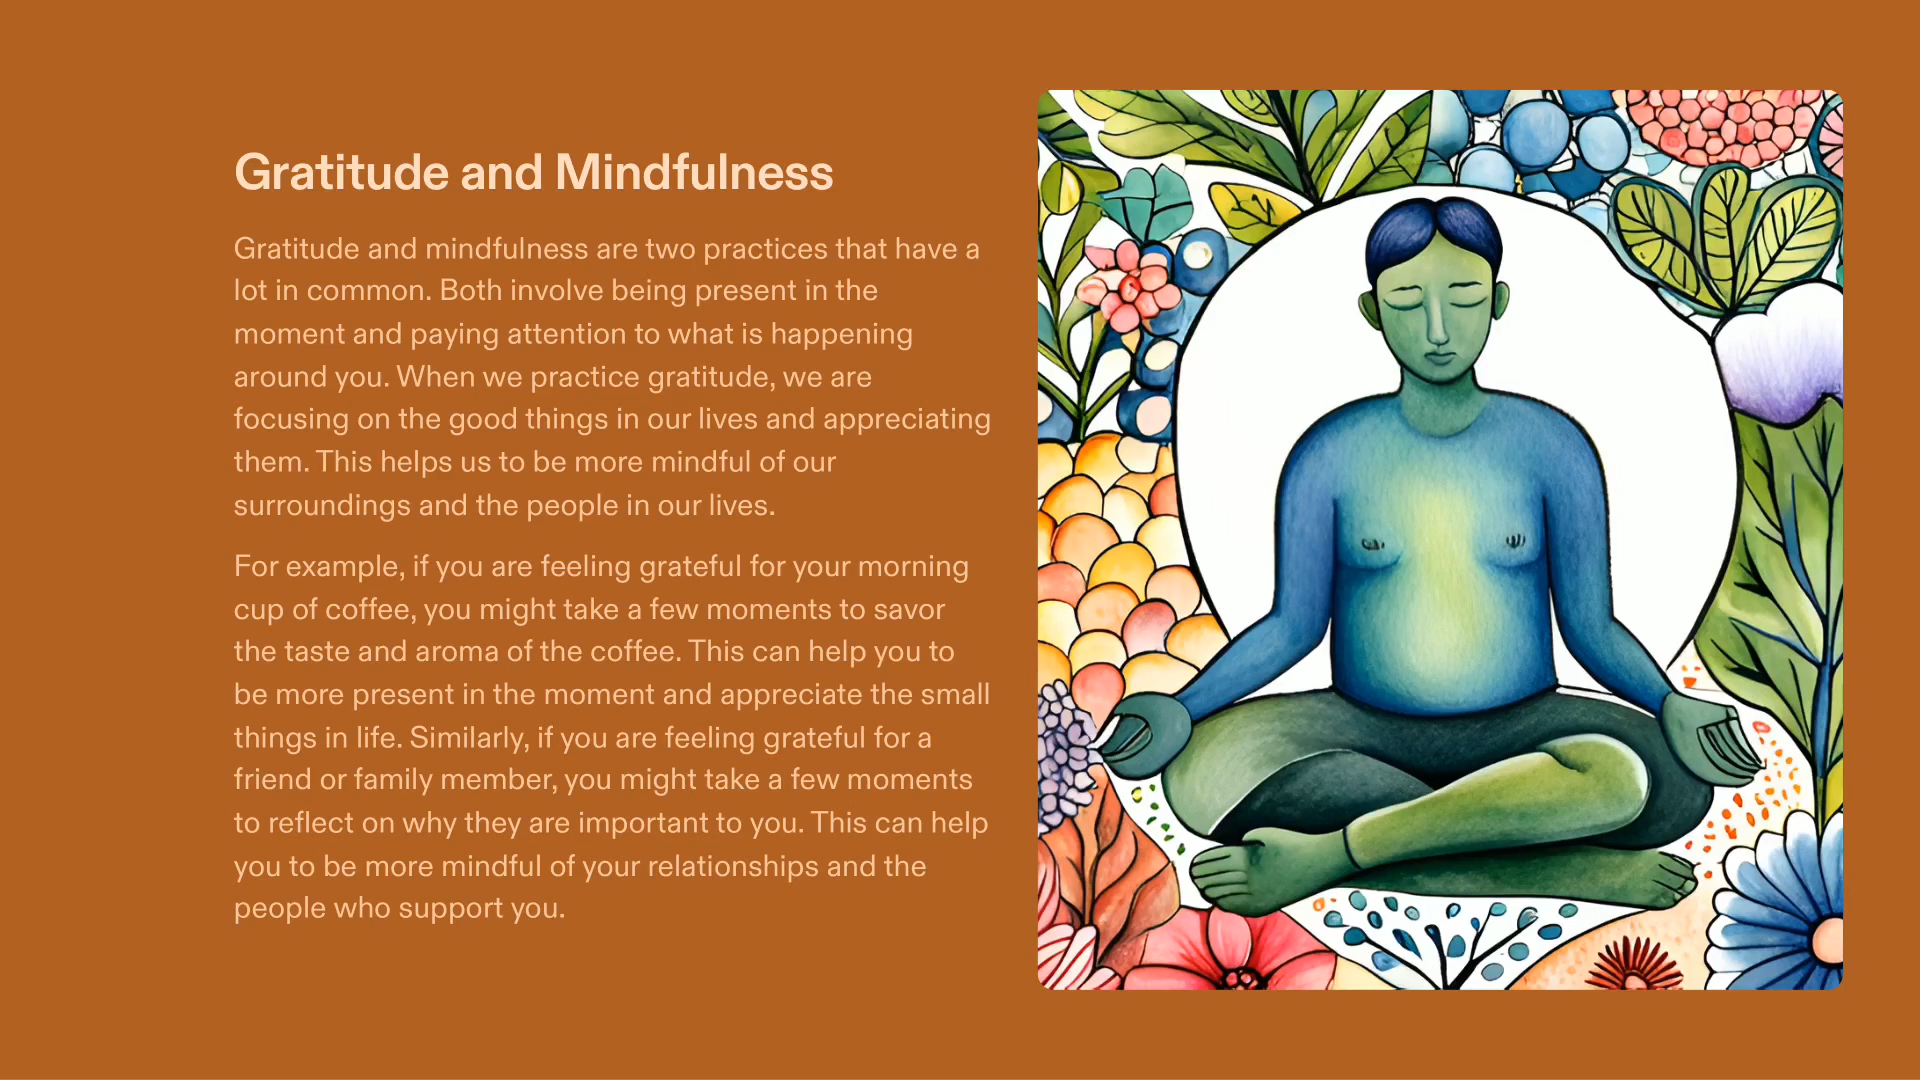 Gratitude and Mindfulness
Gratitude and mindfulness are two practices that have a
lot in common. Both involve being present in the
moment and paying attention to what is happening
around you. When we practice gratitude, we are
focusing on the good things in our lives and appreciating
them. This helps us to be more mindful of our
surroundings and the people in our lives.
For example, if you are feeling grateful for your morning
cup of coffee, you might take a few moments to savor
the taste and aroma of the coffee. This can help you to
be more present in the moment and appreciate the small
things in life. Similarly, if you are feeling grateful for a
friend or family member, you might take a few moments
to reflect on why they are important to you. This can help
you to be more mindful of your relationships and the
people who support you.